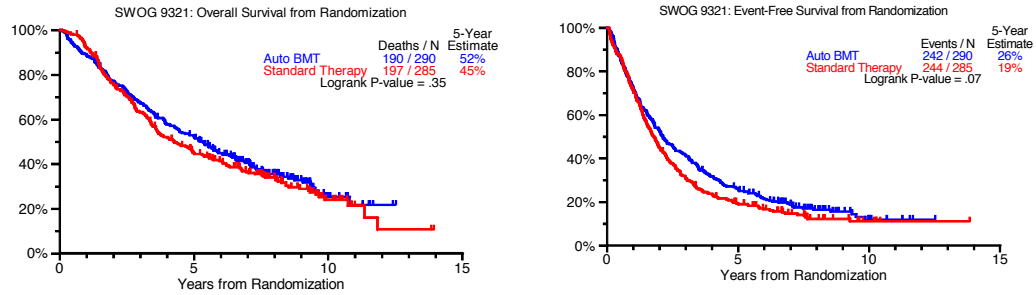 SWOG 9321: Overall Survival from Randomization
5-Year
Deaths / N Estimate
Auto BMT 190 / 290 52%
Standard Therapy 197 / 285 45%
Logrank P-value = .35
100%
80%
60%
40%
20%
0%
0 5 10 15
Years from Randomization
SWOG 9321: Event-Free Survival from Randomization
5-Year
Events / N Estimate
Auto BMT 242 / 290 26%
Standard Therapy 244 / 285 19%
Logrank P-value = .07
100%
80%
60%
40%
20%
0%
0 5 10 15
Years from Randomization